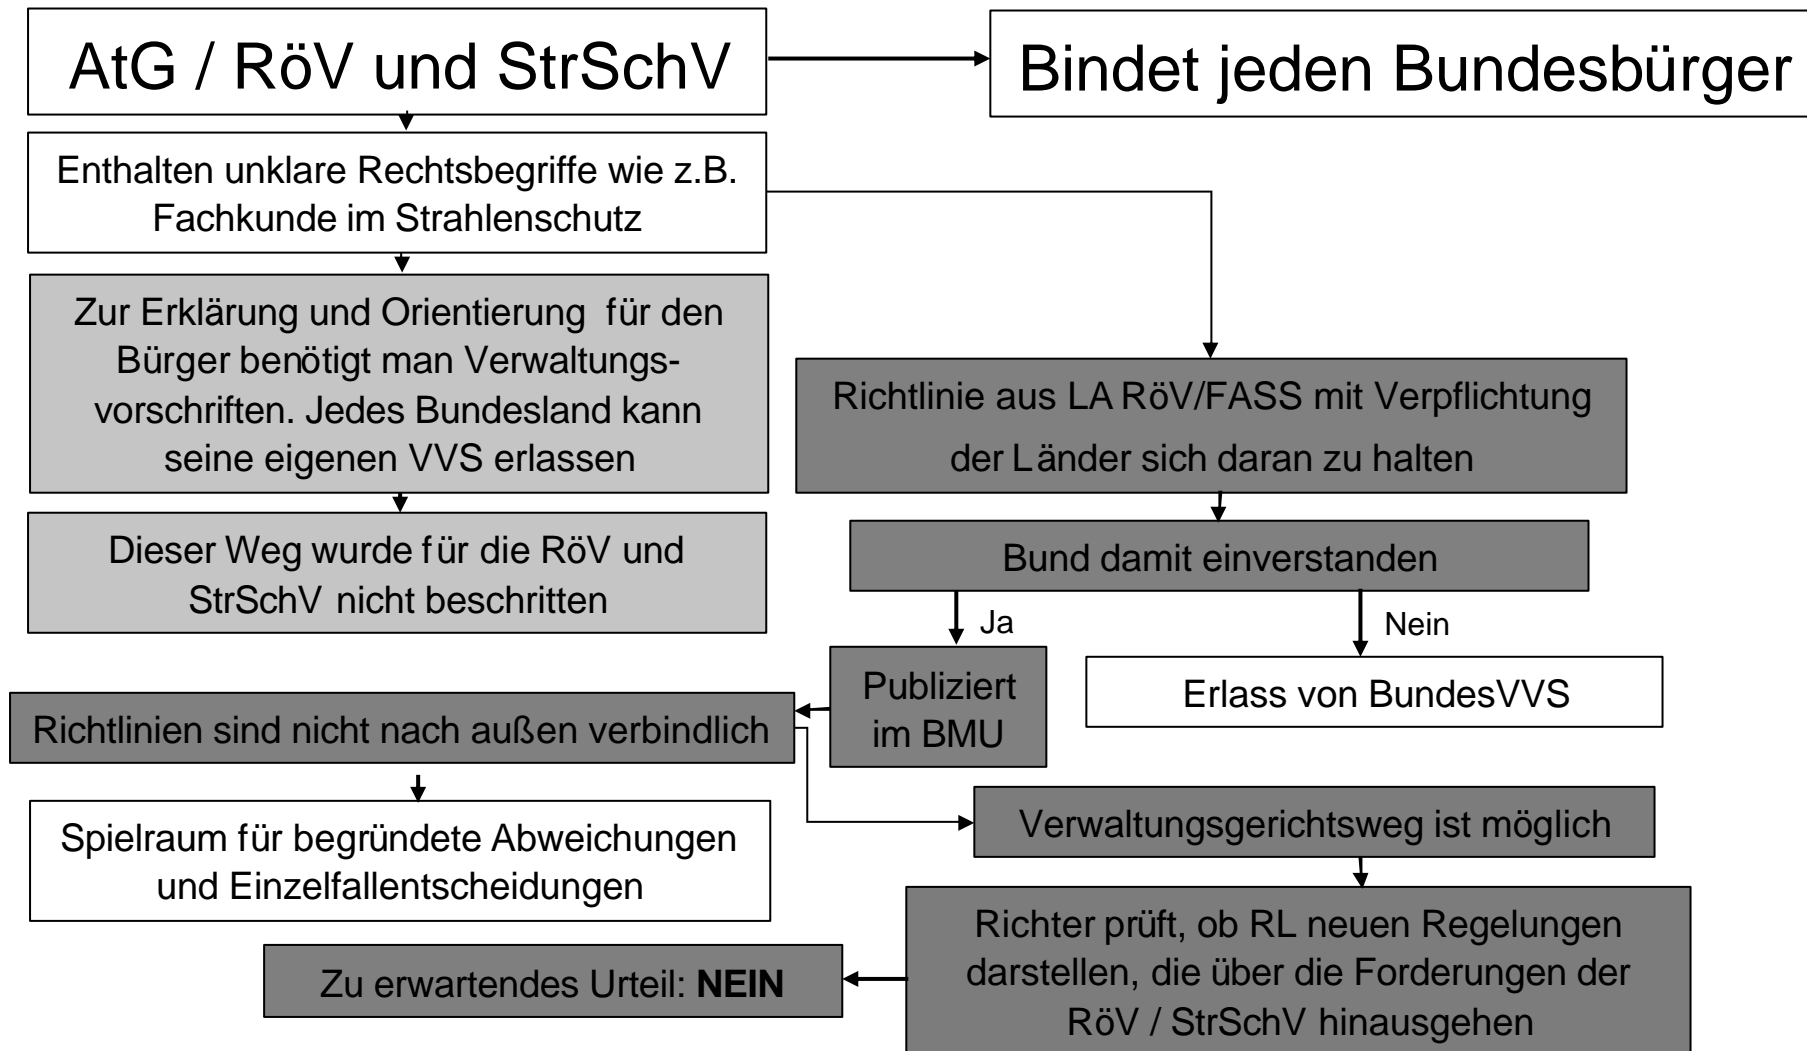 AtG / RöV und StrSchV
Bindet jeden Bundesbürger
Enthalten unklare Rechtsbegriffe wie z.B.
Fachkunde im Strahlenschutz
Zur Erklärung und Orientierung für den
Bürger benötigt man Verwaltungs-
vorschriften. Jedes Bundesland kann
seine eigenen VVS erlassen
Dieser Weg wurde für die RöV und
StrSchV nicht beschritten
Richtlinie aus LA RöV/FASS mit Verpflichtung
der Länder sich daran zu halten
Bund damit einverstanden
Ja
Nein
Publiziert
im BMU
Erlass von BundesVVS
Richtlinien sind nicht nach außen verbindlich
Spielraum für begründete Abweichungen
und Einzelfallentscheidungen
Verwaltungsgerichtsweg ist möglich
Richter prüft, ob RL neuen Regelungen
darstellen, die über die Forderungen der
RöV / StrSchV hinausgehen
Zu erwartendes Urteil: NEIN